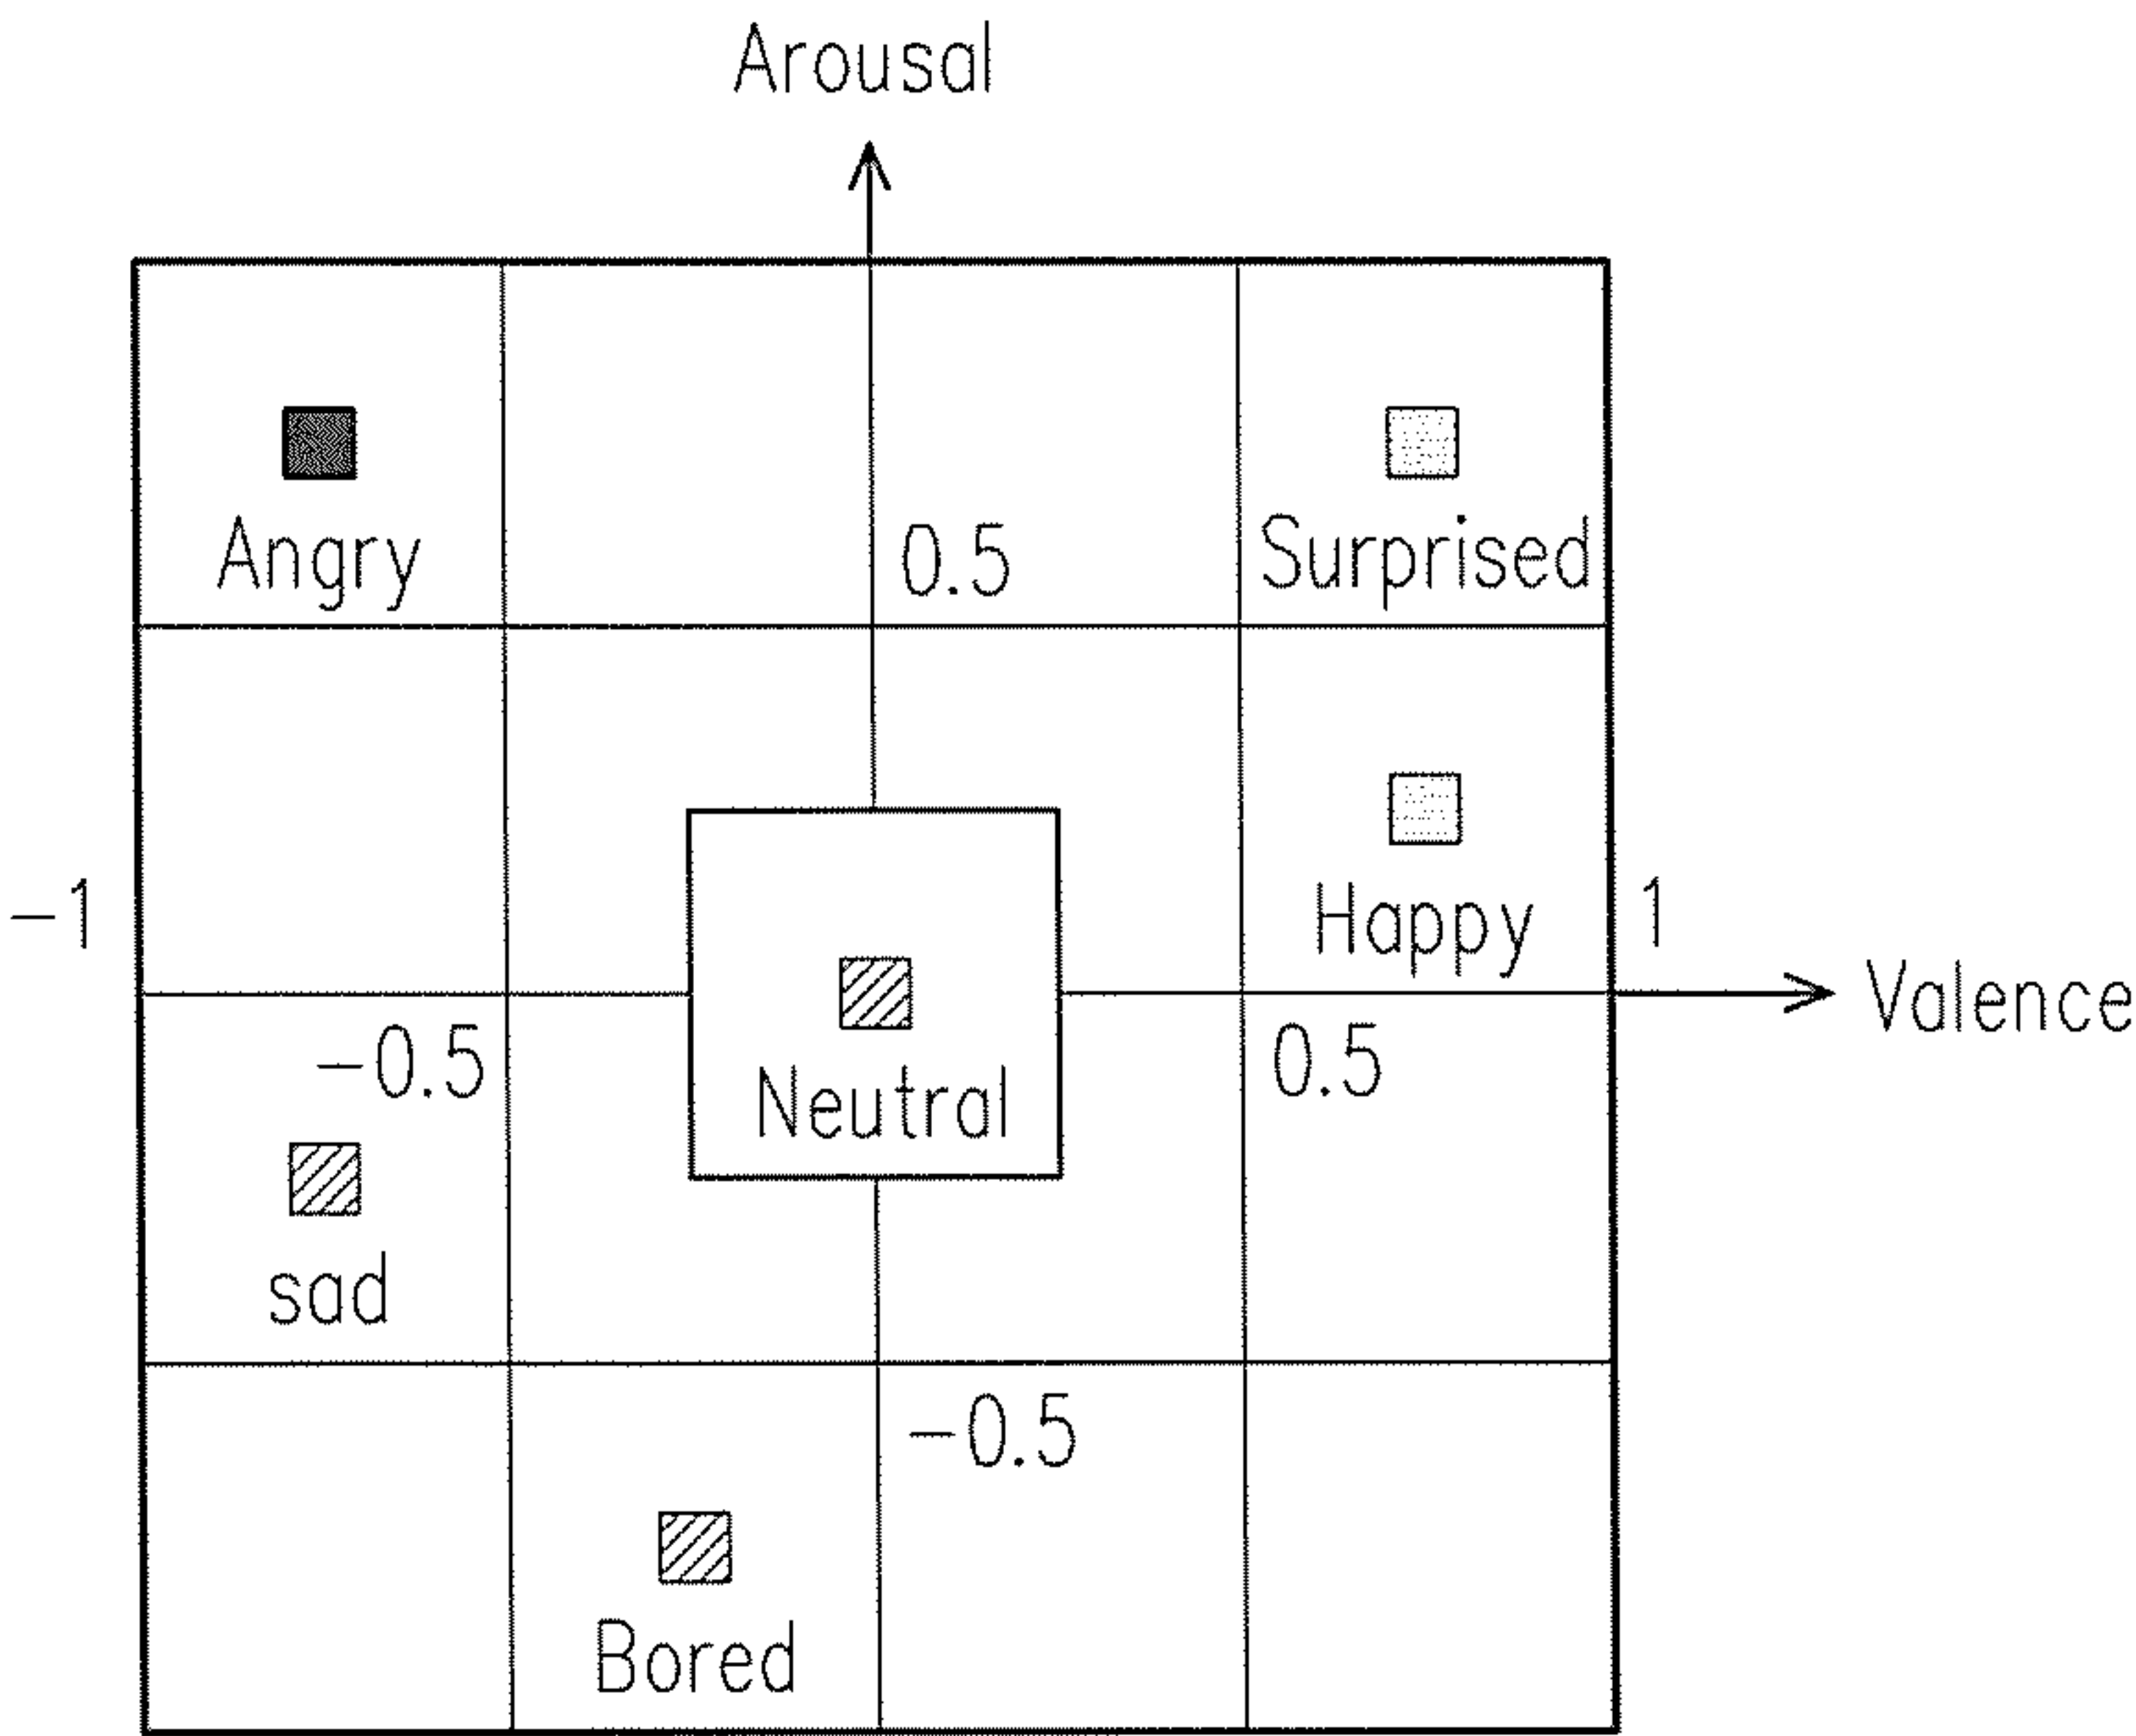 Arousal
Angry
0.5
Surprised
-1
Happy
1
Valence
-0.5
Neutral
0.5
sad
-0.5
Bored